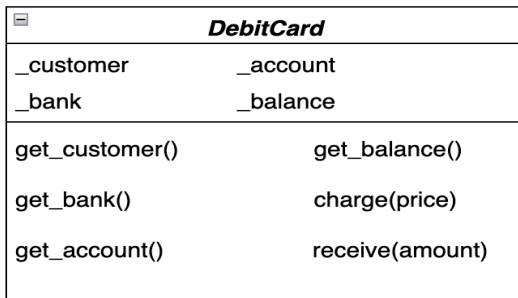 DebitCard
_customer _account
_bank _balance
get_customer() get_balance()
get_bank() charge(price)
get_account() receive(amount)